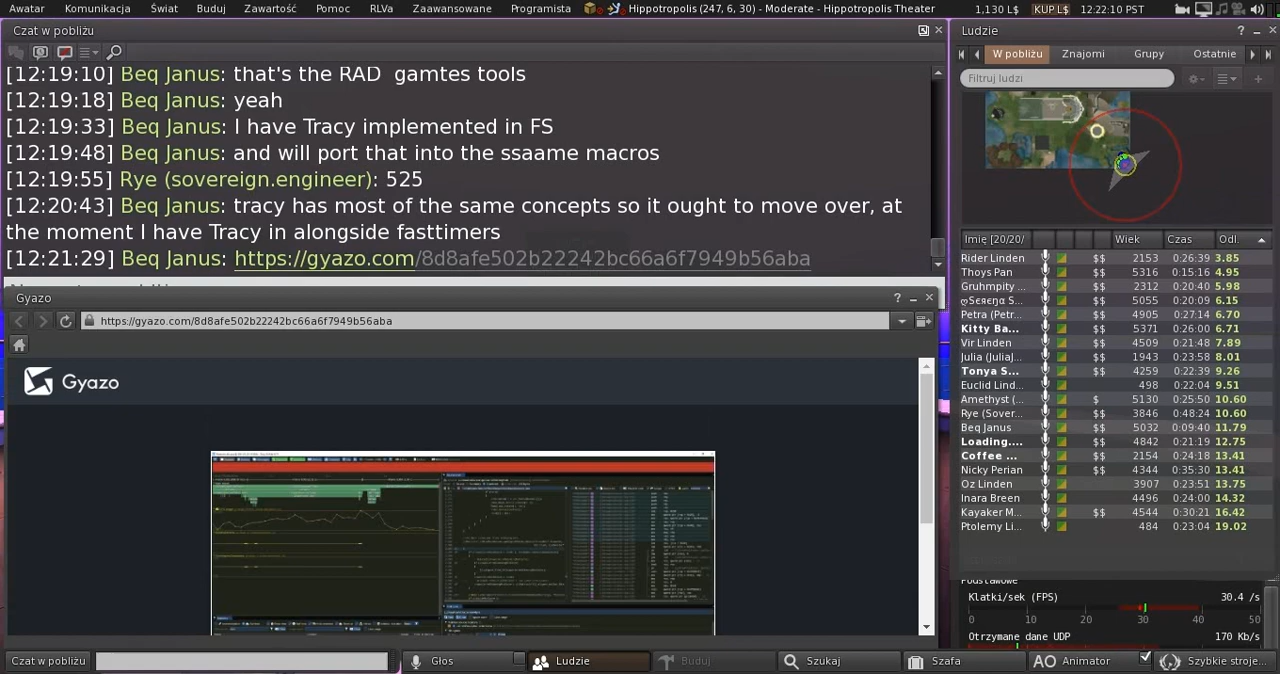 Awatar Komunikacja Świat Buduj Zawartość Pomoc RLVa Zaawansowane Programista Hippotropolis (247, 6, 30) - Moderate - Hippotropolis Theater 1,130 L$ KUP L$ 12:22:10 PST
Czat w pobliżu
[12:19:10] Beq Janus: that's the RAD gamtes tools
[12:19:18] Beq Janus: yeah
[12:19:33] Beq Janus: I have Tracy implemented in FS
[12:19:48] Beq Janus: and will port that into the ssaame macros
[12:19:55] Rye (sovereign.engineer): 525
[12:20:43] Beq Janus: tracy has most of the same concepts so it ought to move over, at
the moment I have Tracy in alongside fasttimers
[12:21:29] Beq Janus: https://gyazo.com/8d8afe502b22242bc66a6f7949b56aba
Gyazo
https://gyazo.com/8d8afe502b22242bc66a6f7949b56aba
Gyazo
Ludzie
W pobliżu Znajomi Grupy Ostatnie
Filtruj ludzi
Imię [20/20/ Wiek Czas Odl.
Rider Linden $$ 2153 0:26:39 3.85
Thoys Pan $$ 5316 0:15:16 4.95
Gruhmpity ... $$ 2312 0:20:40 5.98
ღSeяeηα S... $$ 5055 0:20:09 6.15
Petra (Petr... $$ 4905 0:27:14 6.70
Kitty Ba... $$ 5371 0:26:00 6.71
Vir Linden $$ 4509 0:21:48 7.89
Julia (JuliaJ... $$ 1943 0:23:58 8.01
Tonya S... $$ 4259 0:22:39 9.26
Euclid Lind... 498 0:22:04 9.51
Amethyst (... $ 5130 0:25:50 10.60
Rye (Sover... $$ 3846 0:48:24 10.60
Beq Janus $$ 5032 0:09:40 11.79
Loading.... $$ 4842 0:21:19 12.75
Coffee ... $$ 2154 0:24:18 13.41
Nicky Perian $$ 4344 0:35:30 13.41
Oz Linden 3907 0:23:51 13.75
Inara Breen 4496 0:24:00 14.32
Kayaker M... $$ 4544 0:30:21 16.42
Ptolemy Li... 484 0:23:04 19.02
Podstawowe
Klatki/sek (FPS) 30.4 /s
0 10 20 30 40 50
Otrzymane dane UDP 170 Kb/s
Czat w pobliżu Głos Ludzie Buduj Szukaj Szafa AO Animator Szybkie stroje...